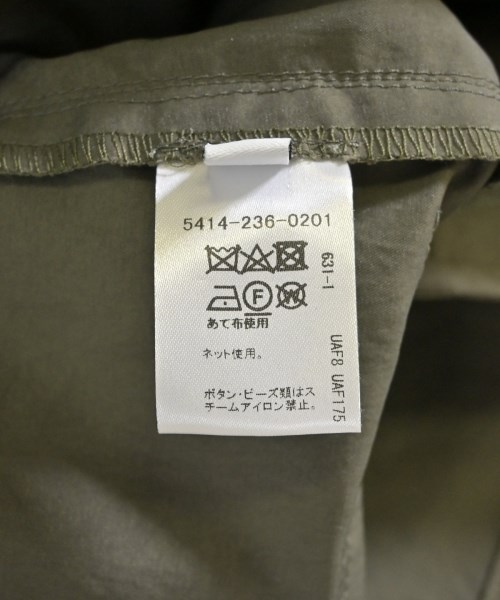 5414-236-0201
631-1
F
W
あて布使用
ネット使用。
ボタン・ビーズ類はス
チームアイロン禁止。
UAF8 UAF175